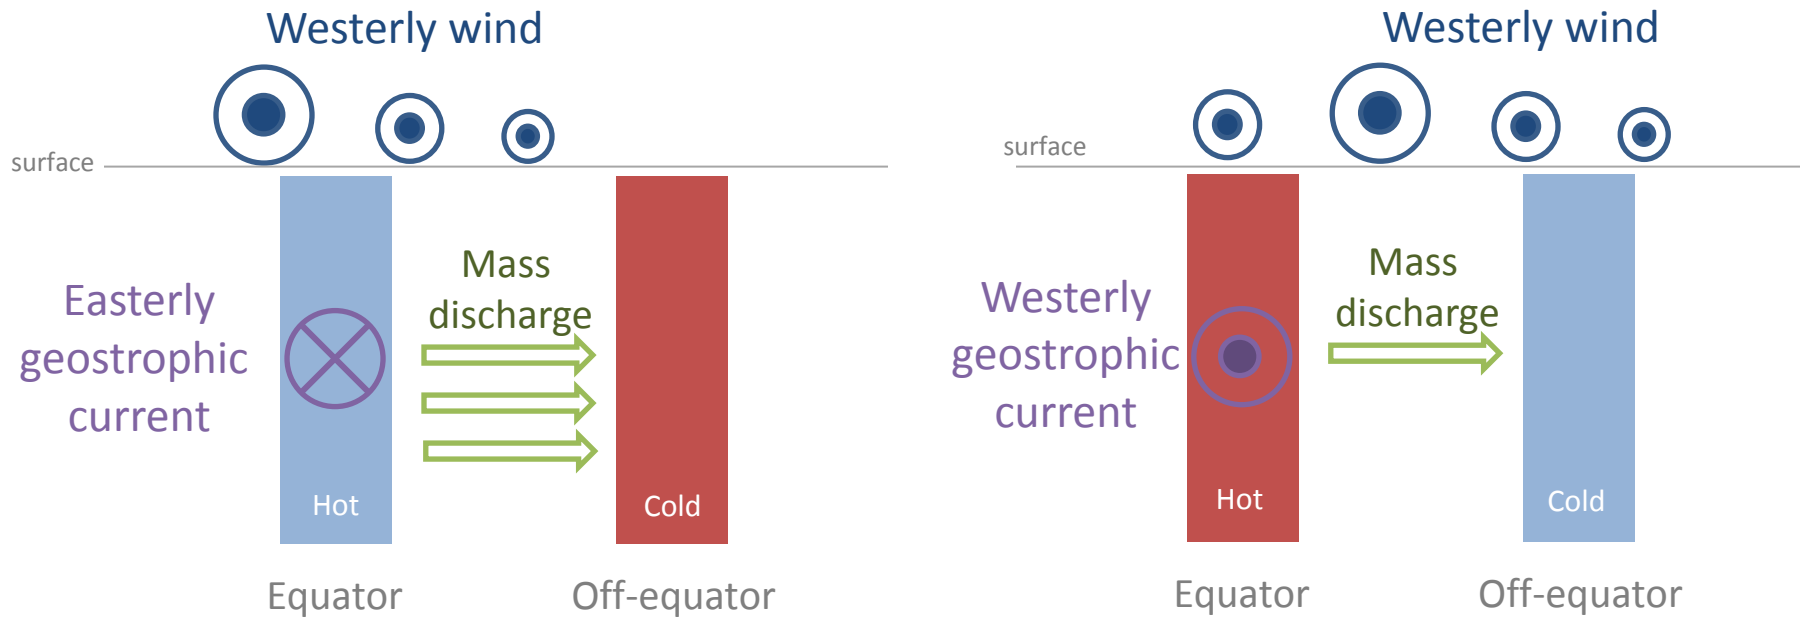 Westerly wind
surface
Easterly
geostrophic
current
Mass
discharge
Hot
Cold
Equator
Off-equator
Westerly wind
surface
Westerly
geostrophic
current
Mass
discharge
Hot
Cold
Equator
Off-equator